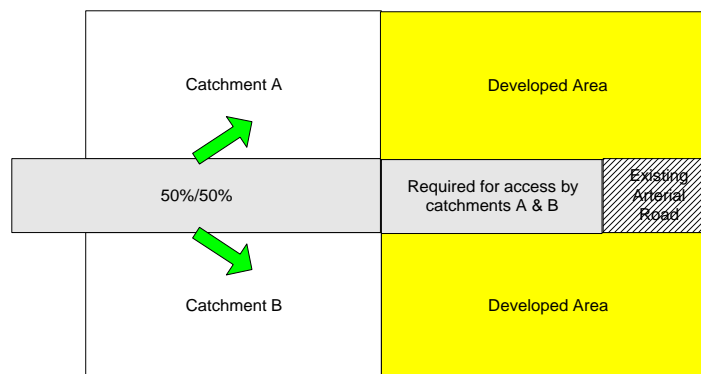 Catchment A
Developed Area
50%/50%
Required for access by
catchments A & B
Existing
Arterial
Road
Catchment B
Developed Area